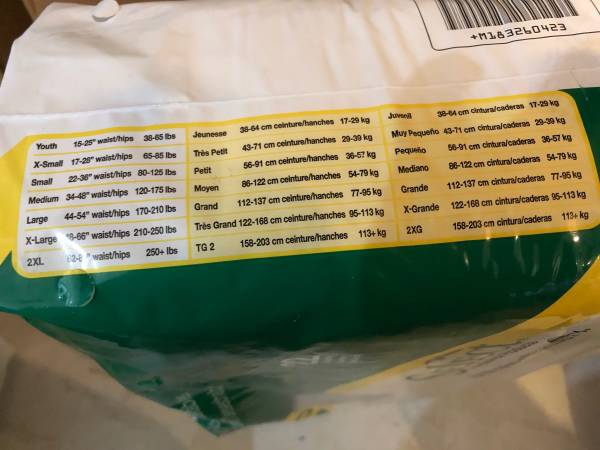 +M183260423
Youth 15-25" waist/hips 38-65 lbs
X-Small 17-28" waist/hips 65-85 lbs
Small 22-36" waist/hips 80-125 lbs
Medium 34-48" waist/hips 120-175 lbs
Large 44-54" waist/hips 170-210 lbs
X-Large waist/hips 210-250 lbs
2XL waist/hips 250+ lbs
Jeunesse 38-64 cm ceinture/hanches 17-29 kg
Très Petit 43-71 cm ceinture/hanches 29-39 kg
Petit 56-91 cm ceinture/hanches 36-57 kg
Moyen 86-122 cm ceinture/hanches 54-79 kg
Grand 112-137 cm ceinture/hanches 77-95 kg
Très Grand 122-168 cm ceinture/hanches 95-113 kg
TG 2 158-203 cm ceinture/hanches 113+ kg
Juvenil 38-64 cm cintura/caderas 17-29 kg
Muy Pequeño 43-71 cm cintura/caderas 29-39 kg
Pequeño 56-91 cm cintura/caderas 36-57 kg
Mediano 86-122 cm cintura/caderas 54-79 kg
Grande 112-137 cm cintura/caderas 77-95 kg
X-Grande 122-168 cm cintura/caderas 95-113 kg
2XG 158-203 cm cintura/caderas 113+ kg